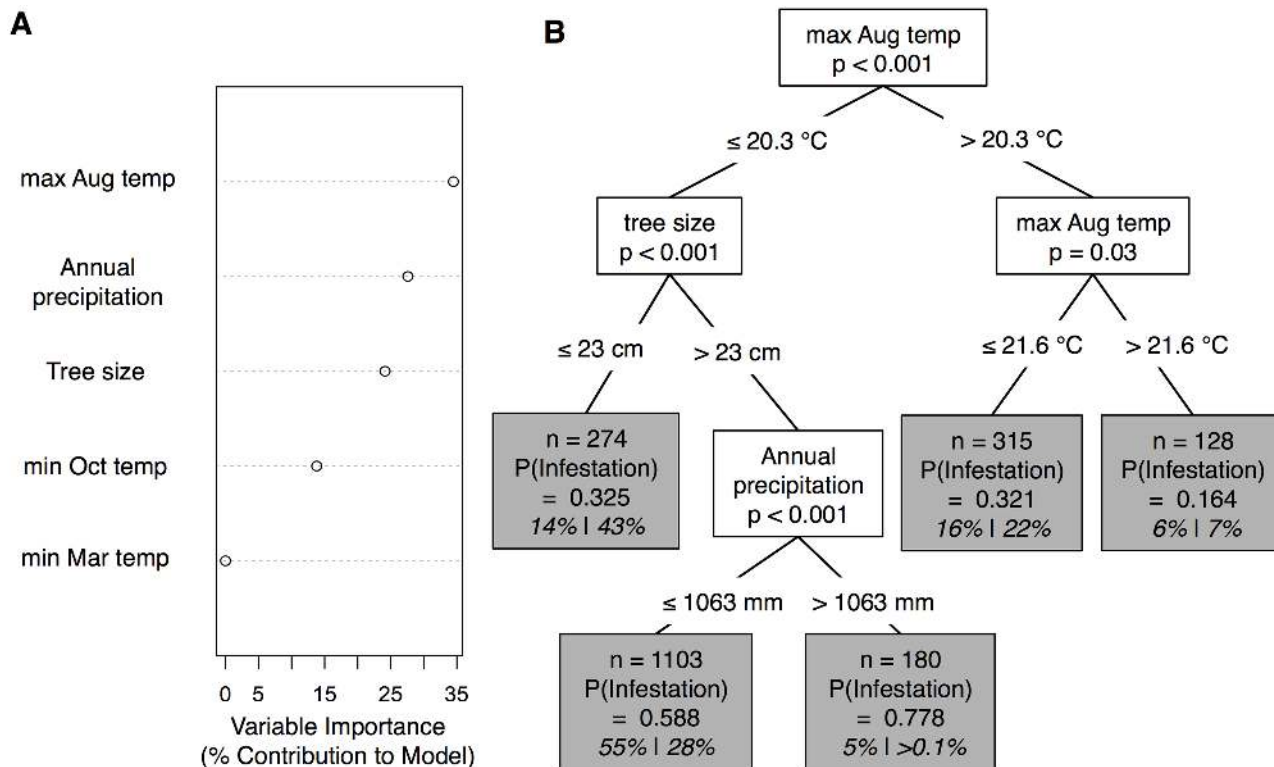 A
max Aug temp
Annual
precipitation
Tree size
min Oct temp
min Mar temp
0 5 15 25 35
Variable Importance
(% Contribution to Model)
B
max Aug temp
p < 0.001
≤ 20.3 °C
> 20.3 °C
tree size
p < 0.001
max Aug temp
p = 0.03
≤ 23 cm
> 23 cm
≤ 21.6 °C
> 21.6 °C
n = 274
P(Infestation)
= 0.325
14% | 43%
Annual
precipitation
p < 0.001
n = 315
P(Infestation)
= 0.321
16% | 22%
n = 128
P(Infestation)
= 0.164
6% | 7%
≤ 1063 mm
> 1063 mm
n = 1103
P(Infestation)
= 0.588
55% | 28%
n = 180
P(Infestation)
= 0.778
5% | >0.1%